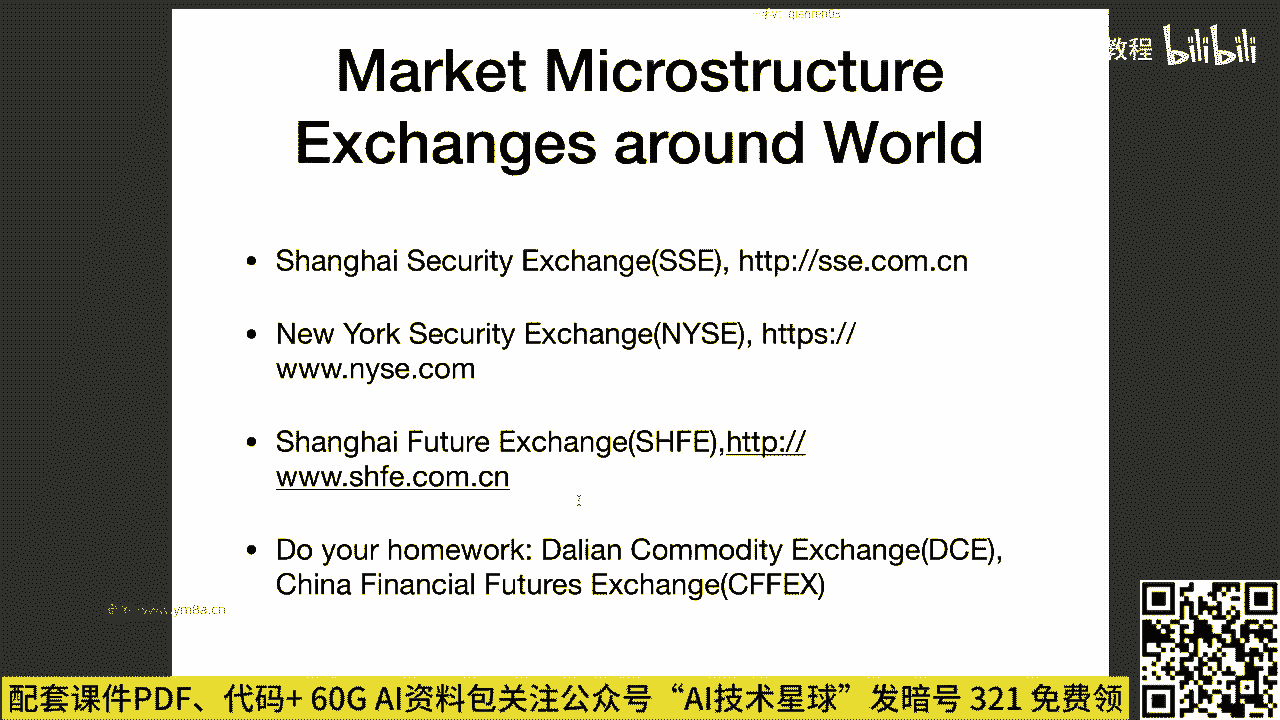 教程 bilibili
Market Microstructure
Exchanges around World
• Shanghai Security Exchange(SSE), http://sse.com.cn
• New York Security Exchange(NYSE), https://
www.nyse.com
• Shanghai Future Exchange(SHFE),http://
www.shfe.com.cn
• Do your homework: Dalian Commodity Exchange(DCE),
China Financial Futures Exchange(CFFEX)
配套课件PDF、代码+ 60G AI资料包关注公众号“AI技术星球”发暗号 321 免费领